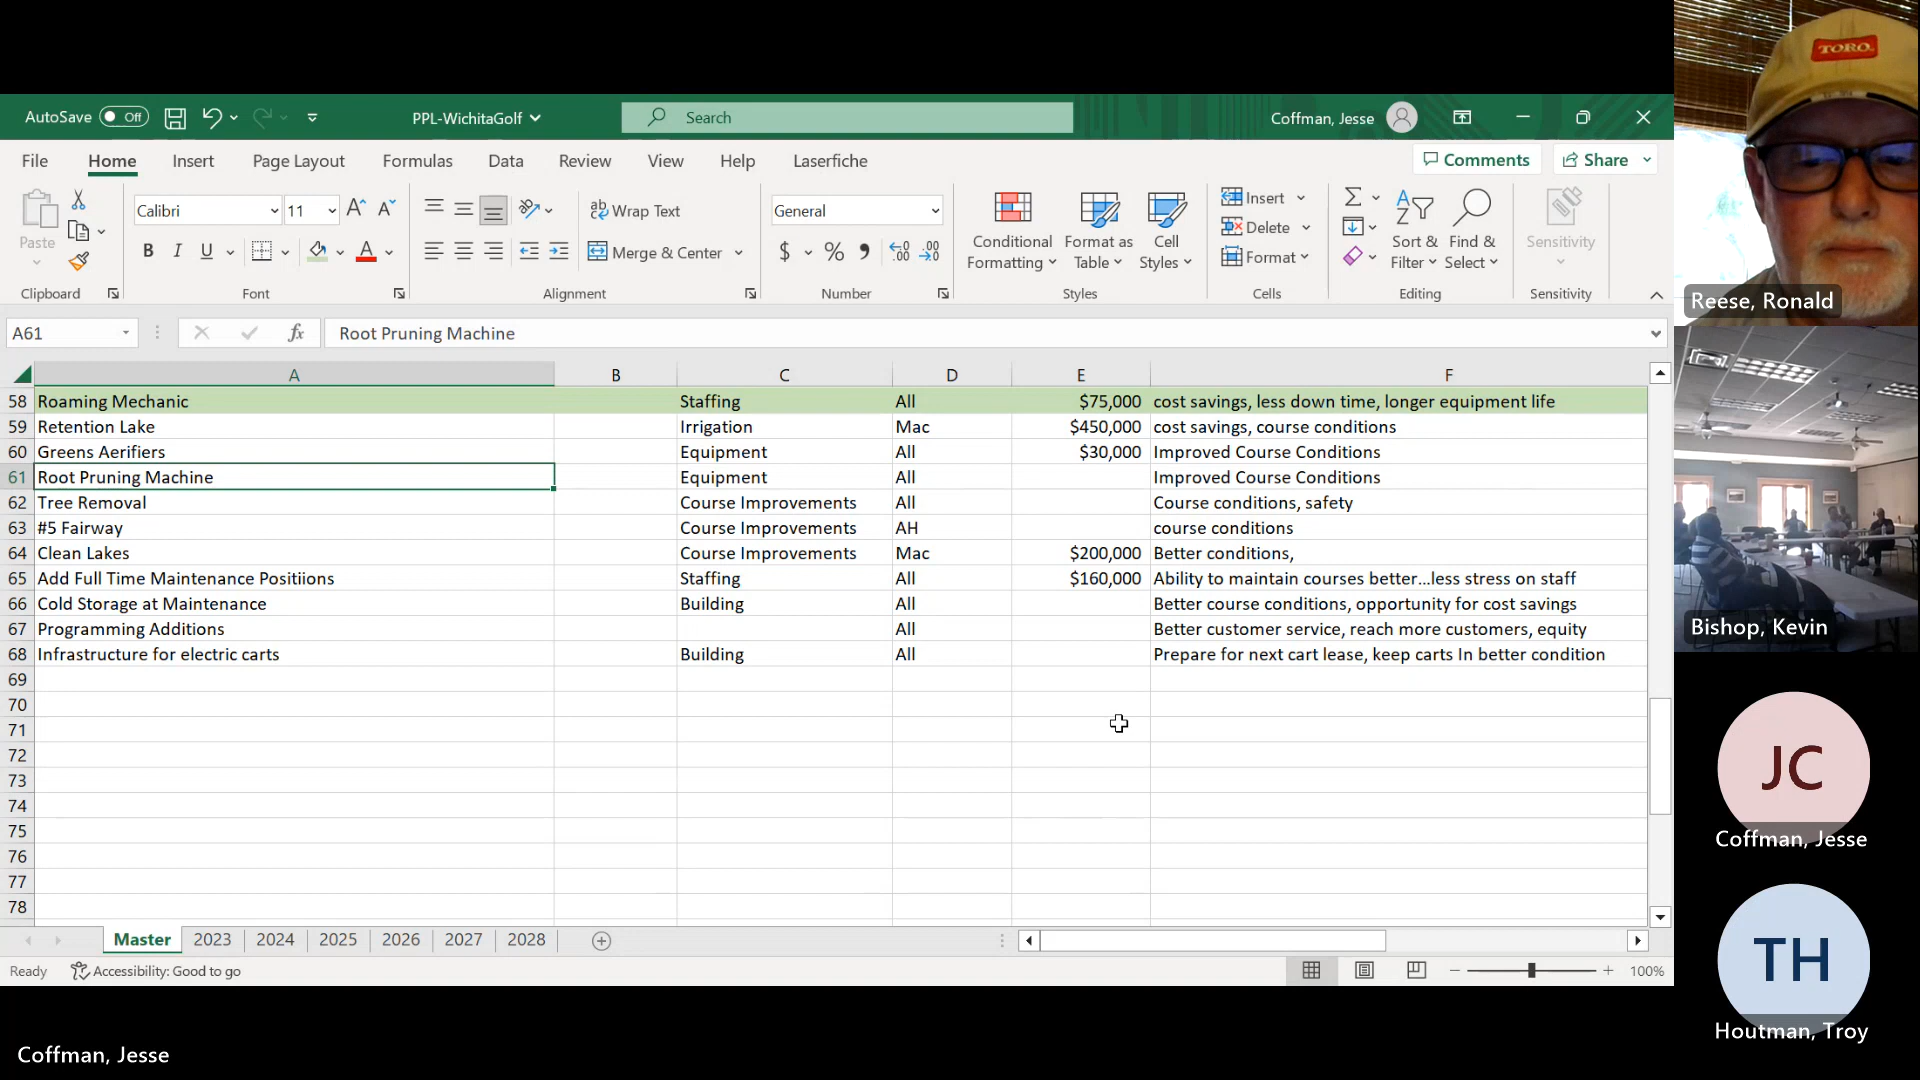 AutoSave Off PPL-WichitaGolf Search Coffman, Jesse
File Home Insert Page Layout Formulas Data Review View Help Laserfiche Comments Share
Paste Calibri 11 A A ab Wrap Text General Insert
B I U A Merge & Center $ % , .00 Conditional Formatting Format as Table Cell Styles Delete Format Sort & Filter Find & Select Sensitivity
Clipboard Font Alignment Number Styles Cells Editing Sensitivity
A61 fx Root Pruning Machine
A B C D E F
58 Roaming Mechanic Staffing All $75,000 cost savings, less down time, longer equipment life
59 Retention Lake Irrigation Mac $450,000 cost savings, course conditions
60 Greens Aerifiers Equipment All $30,000 Improved Course Conditions
61 Root Pruning Machine Equipment All Improved Course Conditions
62 Tree Removal Course Improvements All Course conditions, safety
63 #5 Fairway Course Improvements AH course conditions
64 Clean Lakes Course Improvements Mac $200,000 Better conditions,
65 Add Full Time Maintenance Positiions Staffing All $160,000 Ability to maintain courses better...less stress on staff
66 Cold Storage at Maintenance Building All Better course conditions, opportunity for cost savings
67 Programming Additions All Better customer service, reach more customers, equity
68 Infrastructure for electric carts Building All Prepare for next cart lease, keep carts In better condition
69
70
71
72
73
74
75
76
77
78
Master 2023 2024 2025 2026 2027 2028
Ready Accessibility: Good to go 100%
Coffman, Jesse
TORO
Reese, Ronald
Bishop, Kevin
JC
Coffman, Jesse
TH
Houtman, Troy